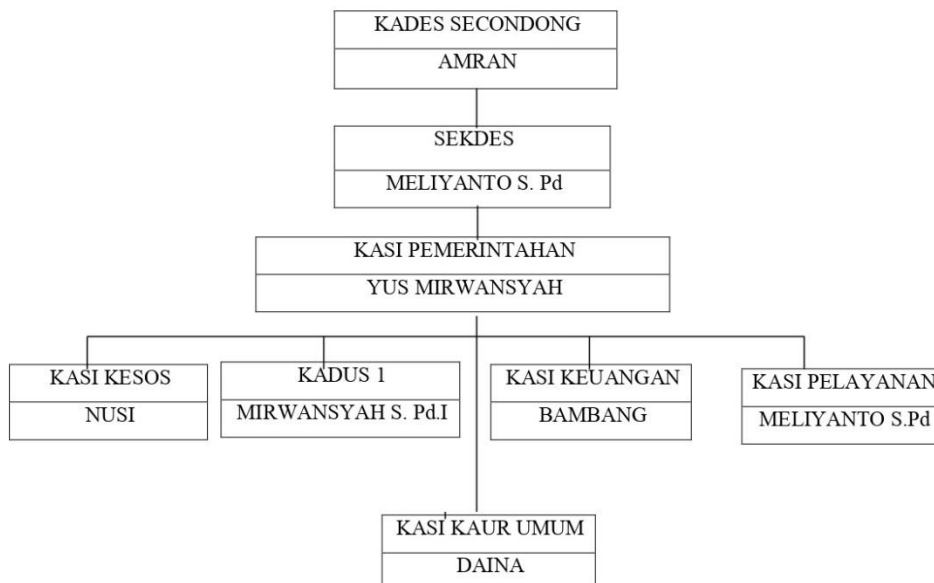 KADES SECONDONG
AMRAN
SEKDES
MELIYANTO S. Pd
KASI PEMERINTAHAN
YUS MIRWANSYAH
KASI KESOS
NUSI
KADUS 1
MIRWANSYAH S. Pd.I
KASI KEUANGAN
BAMBANG
KASI PELAYANAN
MELIYANTO S.Pd
KASI KAUR UMUM
DAINA